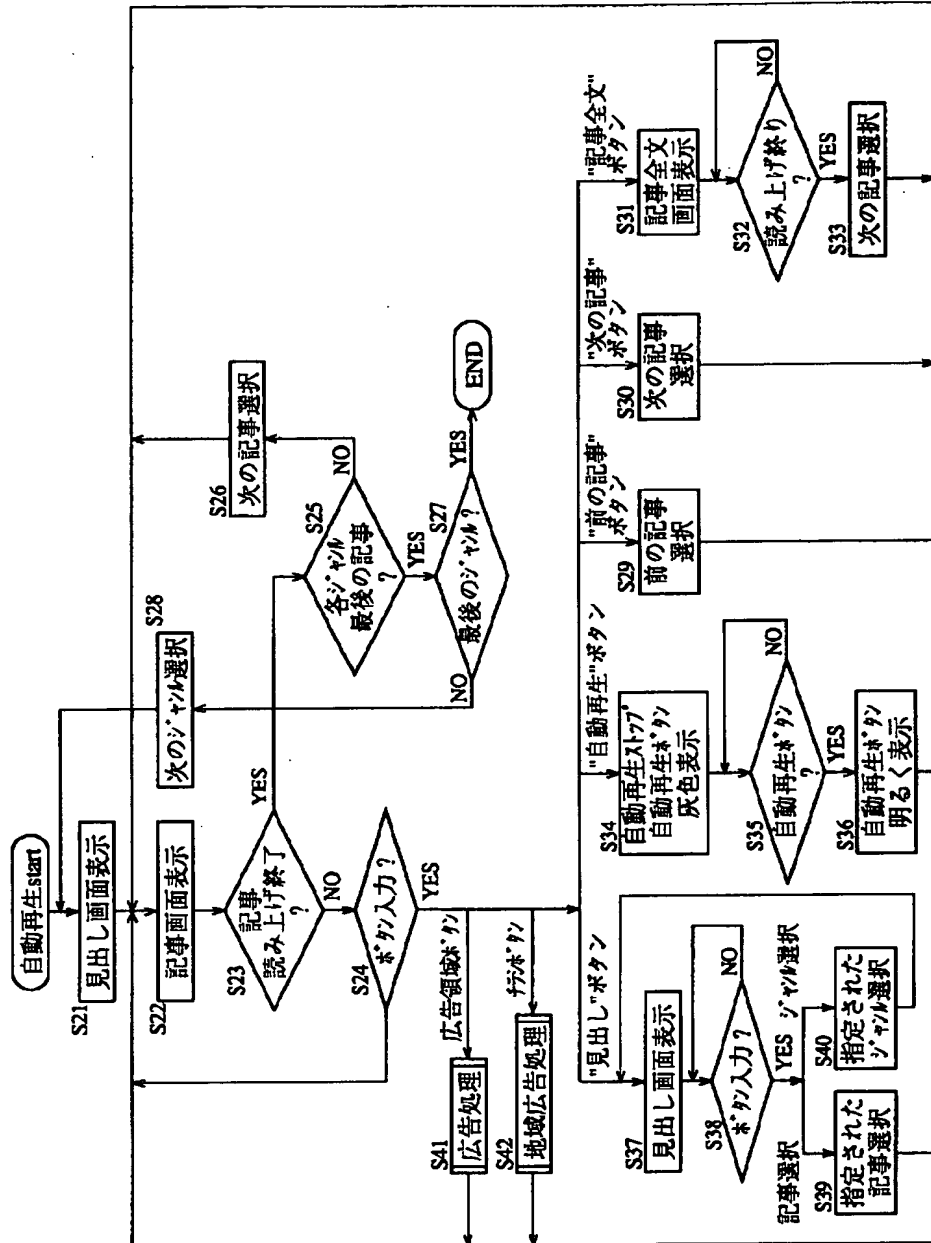 自動再生start
S21
見出し画面表示
S22
記事画面表示
S23
記事
読み上げ終了
?
YES
NO
S24
ボタン入力?
YES
S25
各ジャンル
最後の記事
?
NO
YES
S26
次の記事選択
S27
最後のジャンル?
YES
NO
END
S28
次のジャンル選択
広告領域ボタン
S41
広告処理
チラシボタン
S42
地域広告処理
"見出し"ボタン
S37
見出し画面表示
S38
ボタン入力?
NO
YES
記事選択
ジャンル選択
S39
指定された
記事選択
S40
指定された
ジャンル選択
"自動再生"ボタン
S34
自動再生ストップ
自動再生ボタン
灰色表示
S35
自動再生ボタン
?
NO
YES
S36
自動再生ボタン
明るく表示
"前の記事"
ボタン
S29
前の記事
選択
"次の記事"
ボタン
S30
次の記事
選択
"記事全文"
ボタン
S31
記事全文
画面表示
S32
読み上げ終り
?
NO
YES
S33
次の記事選択